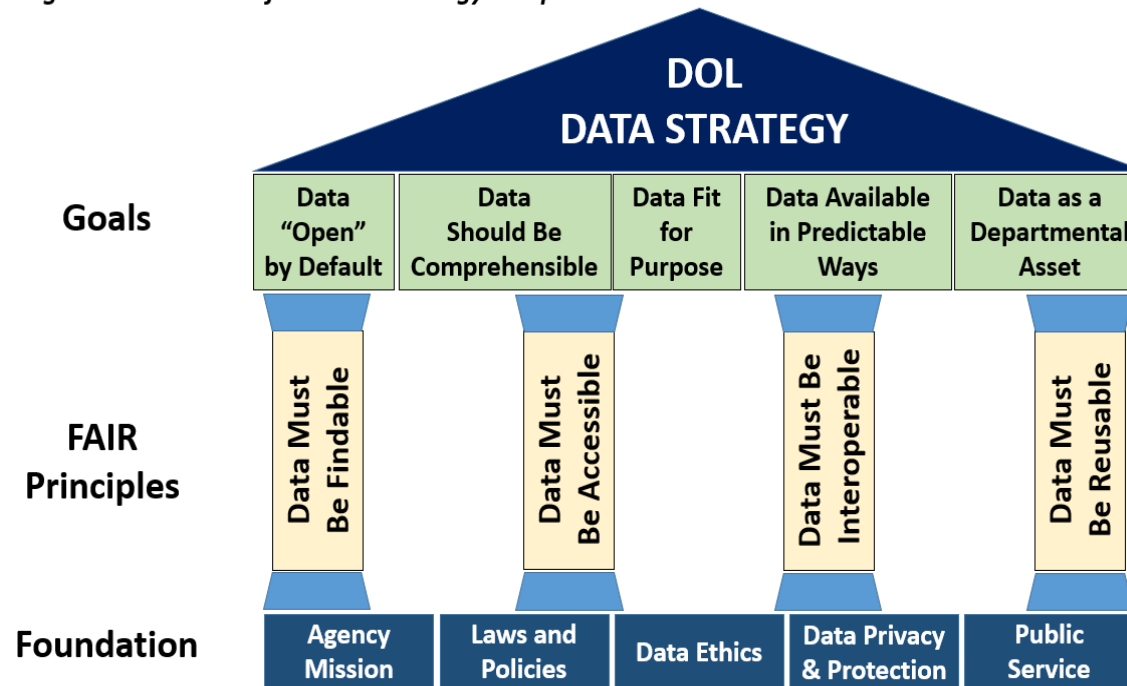 DOL
DATA STRATEGY
Goals
Data
“Open”
by Default
Data
Should Be
Comprehensible
Data Fit
for
Purpose
Data Available
in Predictable
Ways
Data as a
Departmental
Asset
FAIR
Principles
Data Must
Be Findable
Data Must
Be Accessible
Data Must Be
Interoperable
Data Must
Be Reusable
Foundation
Agency
Mission
Laws and
Policies
Data Ethics
Data Privacy
& Protection
Public
Service